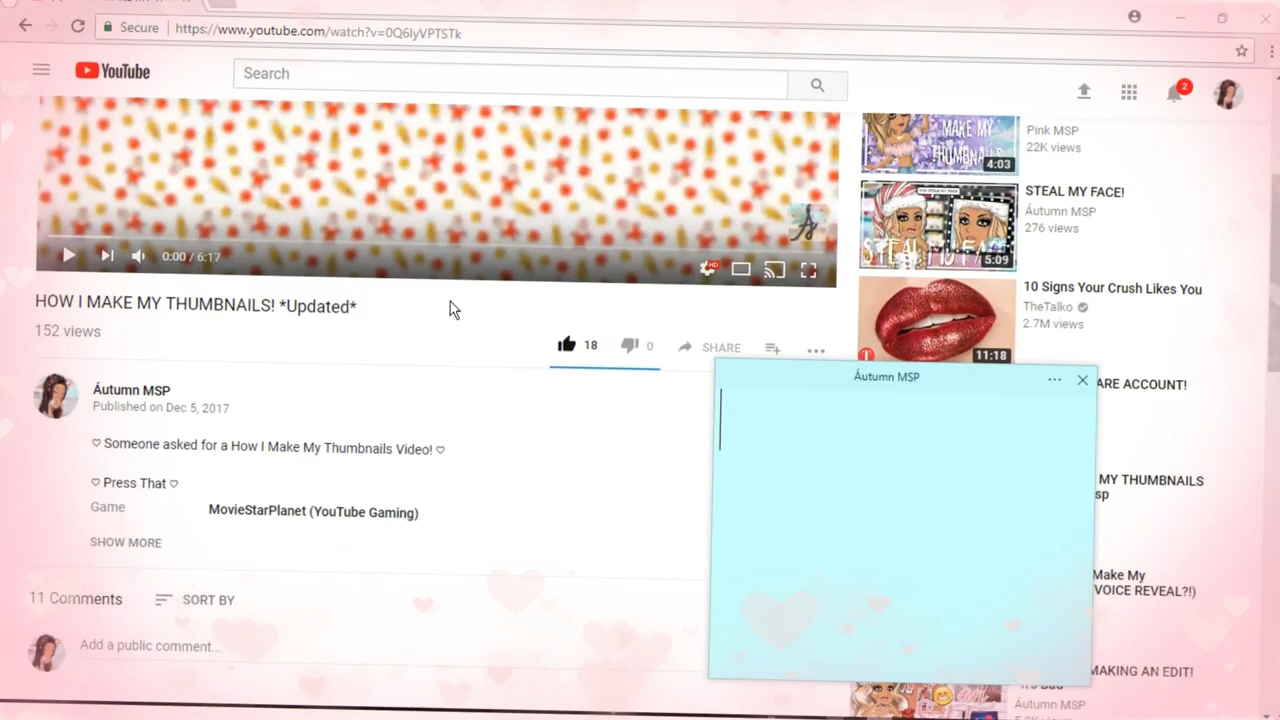 Secure
https://www.youtube.com/watch?v=0Q6IyVPTSTk
YouTube
Search
2
MAKE MY
THUMBNAILS
4:03
Pink MSP
22K views
STEAL MY FACE!
Áutumn MSP
276 views
5:09
0:00 / 6:17
HD
HOW I MAKE MY THUMBNAILS! *Updated*
152 views
18
0
SHARE
10 Signs Your Crush Likes You
TheTalko
2.7M views
11:18
Áutumn MSP
ARE ACCOUNT!
Áutumn MSP
Published on Dec 5, 2017
♡ Someone asked for a How I Make My Thumbnails Video! ♡
♡ Press That ♡
Game
MovieStarPlanet (YouTube Gaming)
SHOW MORE
MY THUMBNAILS
sp
Make My
VOICE REVEAL?!)
11 Comments
SORT BY
Add a public comment...
MAKING AN EDIT!
Áutumn MSP